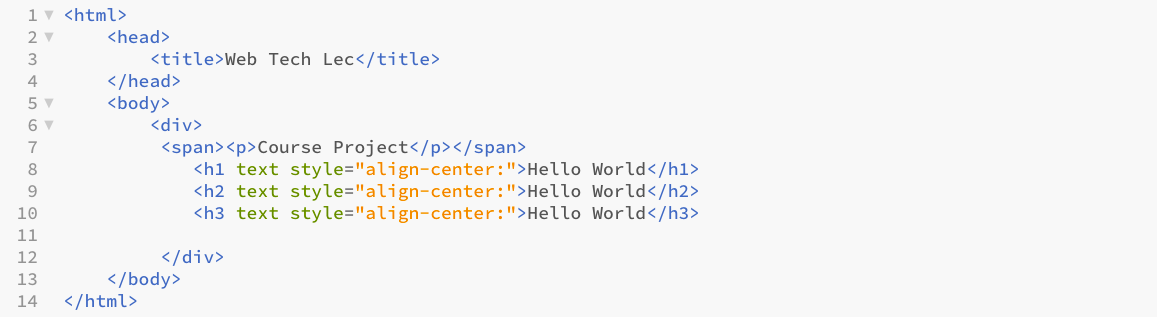 1 <html>
2 <head>
3 <title>Web Tech Lec</title>
4 </head>
5 <body>
6 <div>
7 <span><p>Course Project</p></span>
8 <h1 text style="align-center:">Hello World</h1>
9 <h2 text style="align-center:">Hello World</h2>
10 <h3 text style="align-center:">Hello World</h3>
11
12 </div>
13 </body>
14 </html>